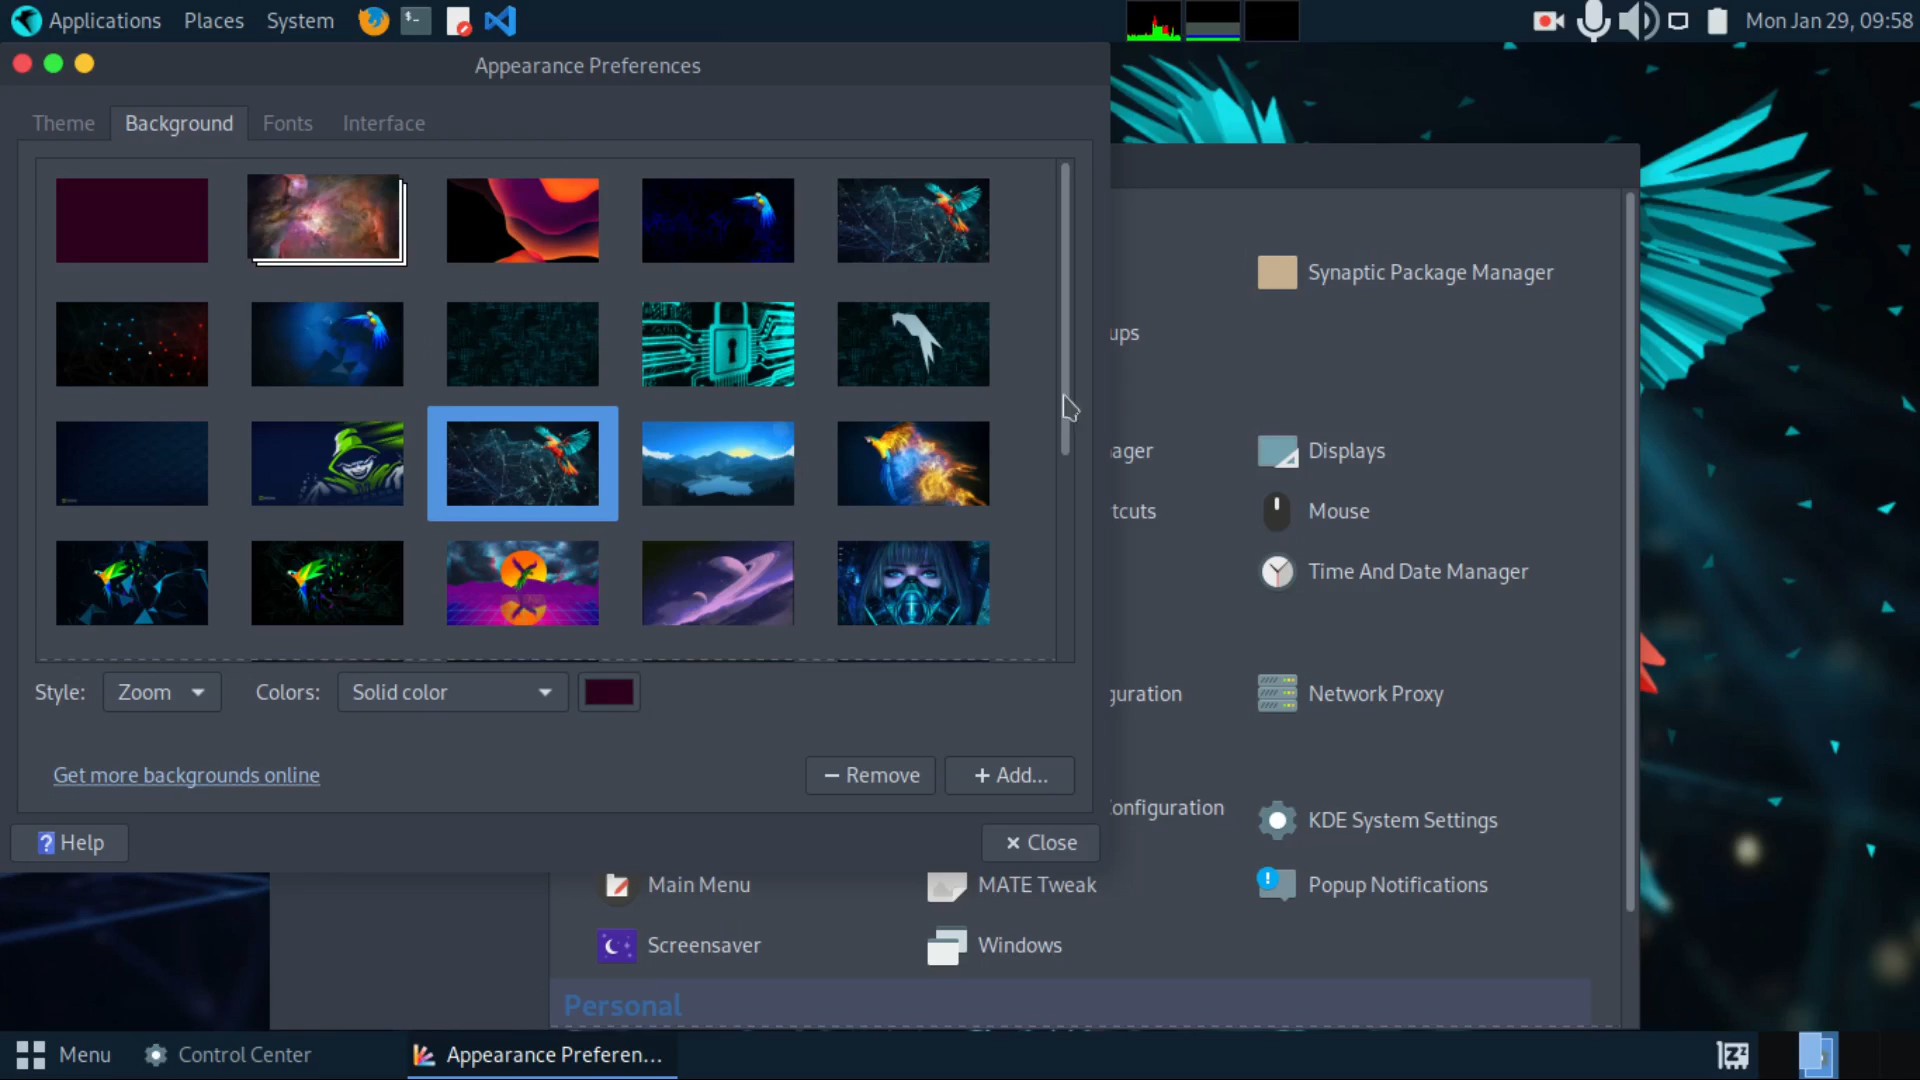 Applications Places System Mon Jan 29, 09:58
Appearance Preferences
Theme Background Fonts Interface
Synaptic Package Manager
ups
ager Displays
tcuts Mouse
Time And Date Manager
guration Network Proxy
Style: Zoom Colors: Solid color
Get more backgrounds online Remove Add...
onfiguration KDE System Settings
Help Close
Main Menu MATE Tweak Popup Notifications
Screensaver Windows
Personal
Menu Control Center Appearance Preferen...